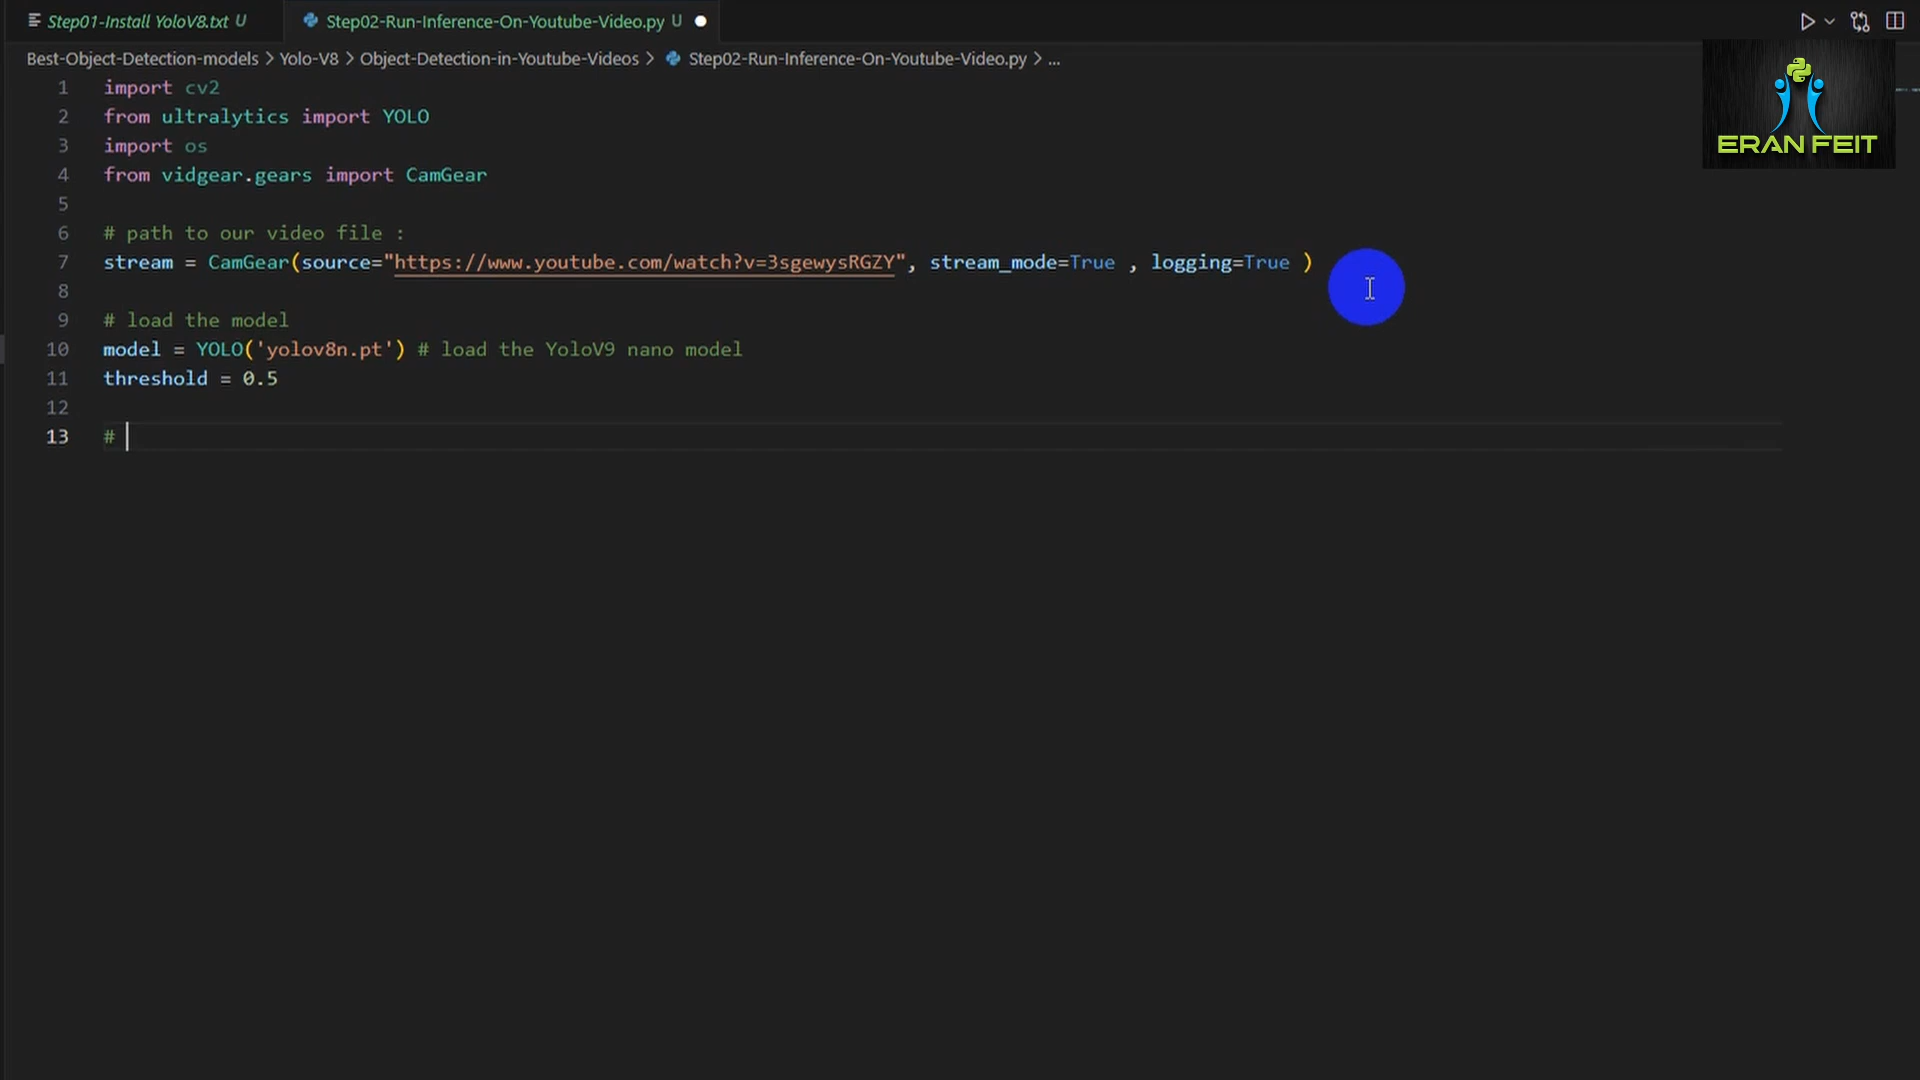 Step01-Install YoloV8.txt U
Step02-Run-Inference-On-Youtube-Video.py U
Best-Object-Detection-models > Yolo-V8 > Object-Detection-in-Youtube-Videos > Step02-Run-Inference-On-Youtube-Video.py > ...
ERAN FEIT
1 import cv2
2 from ultralytics import YOLO
3 import os
4 from vidgear.gears import CamGear
5
6 # path to our video file :
7 stream = CamGear(source="https://www.youtube.com/watch?v=3sgewysRGZY", stream_mode=True , logging=True )
8
9 # load the model
10 model = YOLO('yolov8n.pt') # load the YoloV9 nano model
11 threshold = 0.5
12
13 #